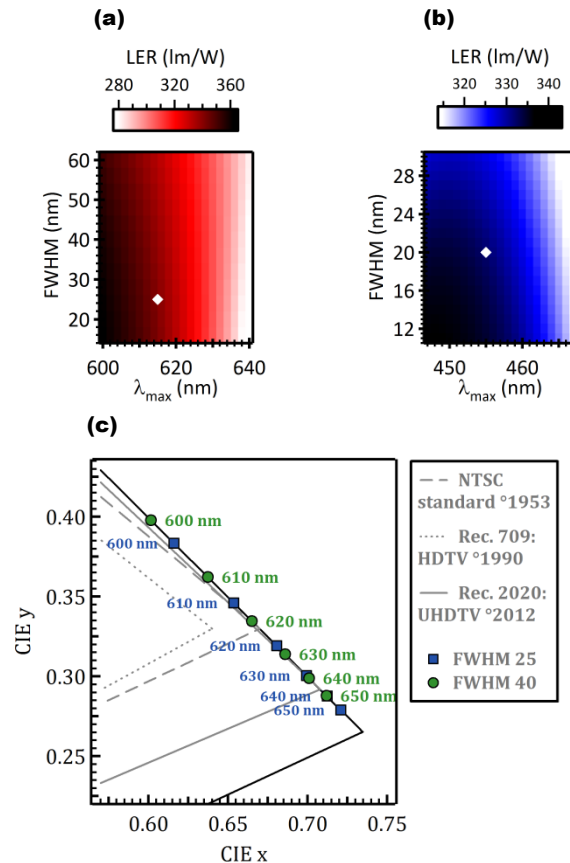 (a)
LER (lm/W)
280 320 360
FWHM (nm)
60
50
40
30
20
600 620 640
λmax (nm)
(b)
LER (lm/W)
320 330 340
FWHM (nm)
28
24
20
16
12
450 460
λmax (nm)
(c)
CIE y
0.40
0.35
0.30
0.25
600 nm
600 nm
610 nm
610 nm
620 nm
620 nm
630 nm
630 nm
640 nm
640 nm
650 nm
650 nm
0.60 0.65 0.70 0.75
CIE x
NTSC
standard °1953
Rec. 709:
HDTV °1990
Rec. 2020:
UHDTV °2012
FWHM 25
FWHM 40